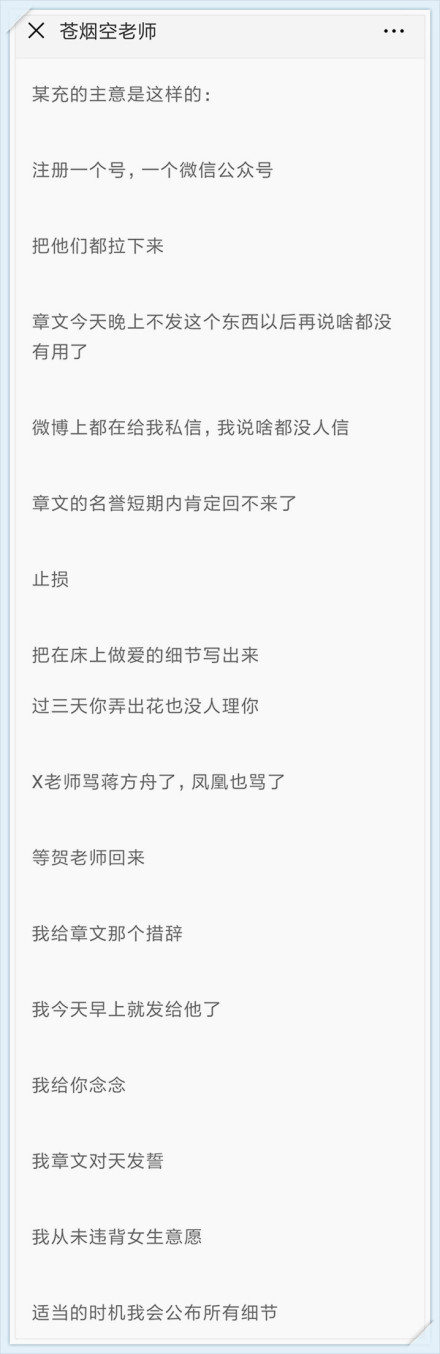 苍烟空老师
某充的主意是这样的：
注册一个号，一个微信公众号
把他们都拉下来
章文今天晚上不发这个东西以后再说啥都没
有用了
微博上都在给我私信，我说啥都没人信
章文的名誉短期内肯定回不来了
止损
把在床上做爱的细节写出来
过三天你弄出花也没人理你
X老师骂蒋方舟了，凤凰也骂了
等贺老师回来
我给章文那个措辞
我今天早上就发给他了
我给你念念
我章文对天发誓
我从未违背女生意愿
适当的时机我会公布所有细节